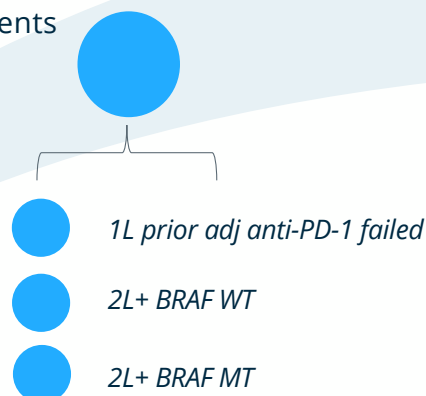 ents
1L prior adj anti-PD-1 failed
2L+ BRAF WT
2L+ BRAF MT